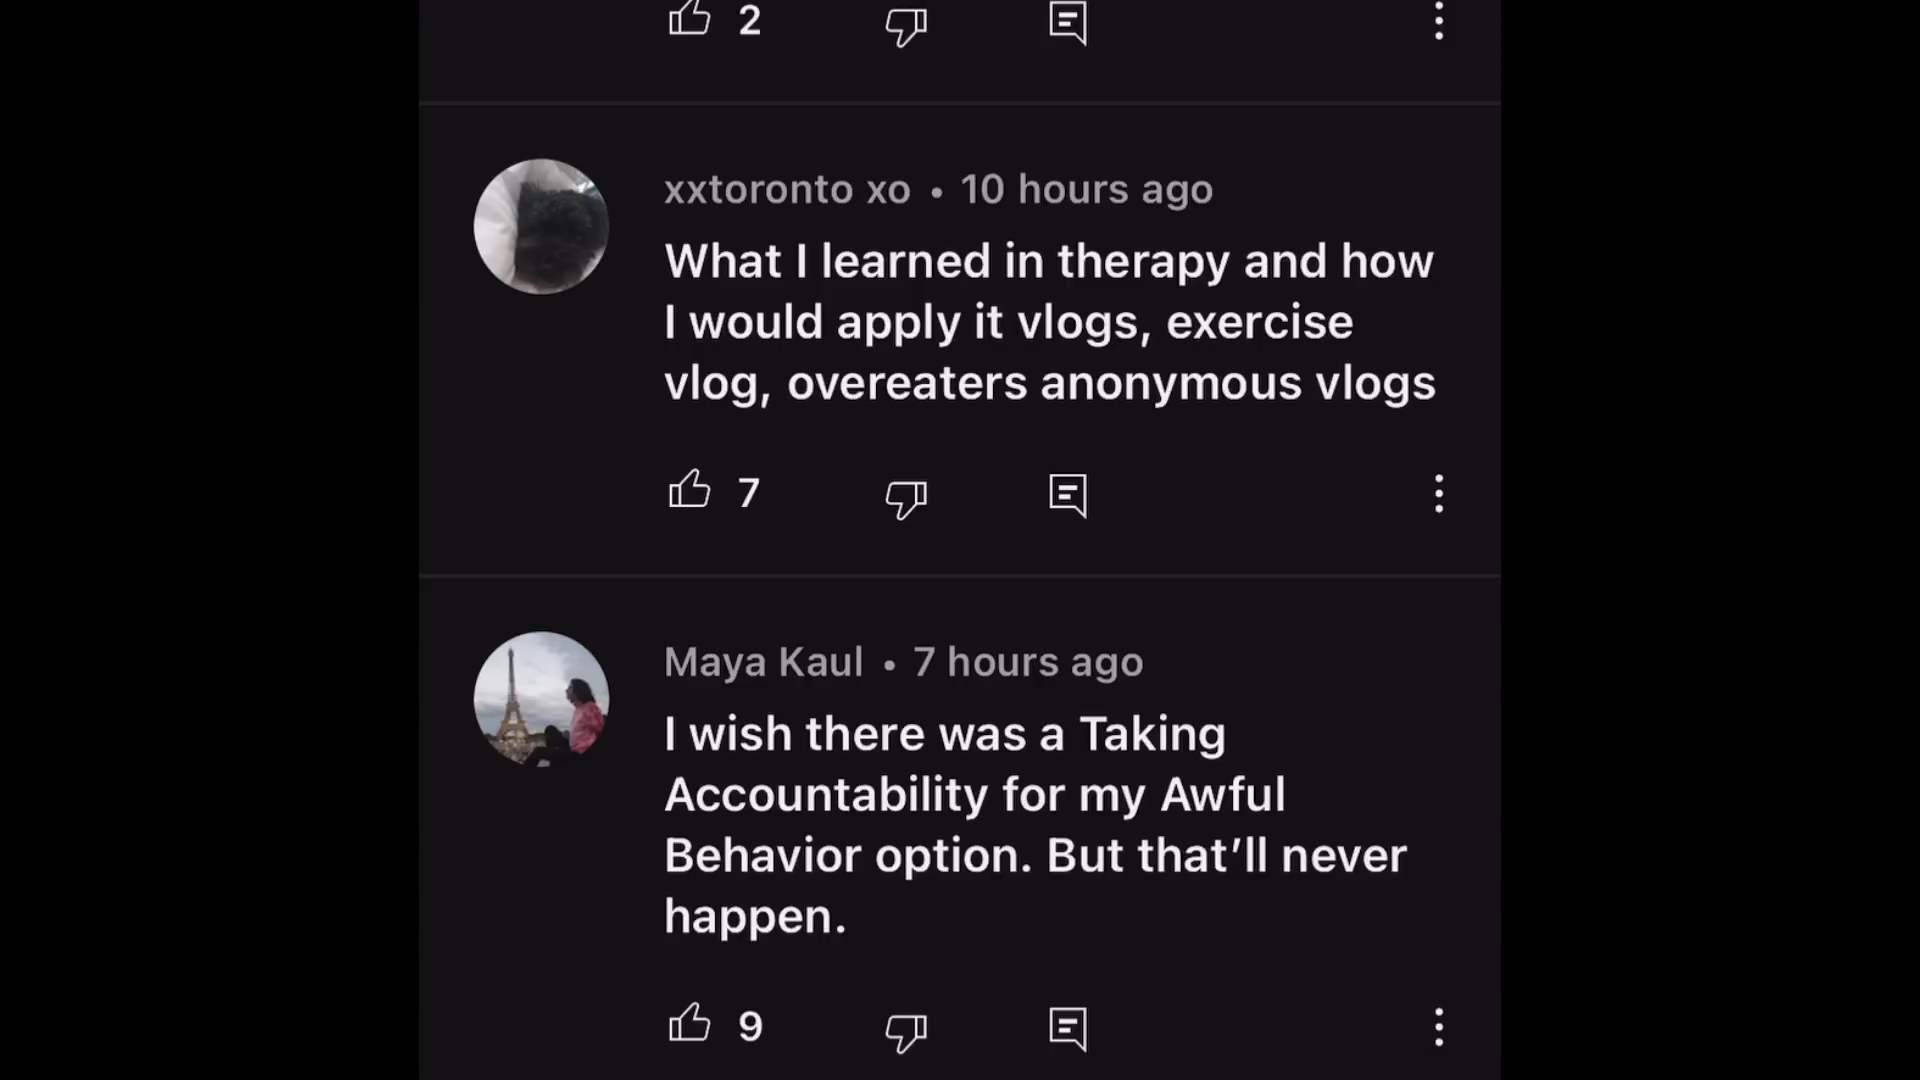 2
xxtoronto xo • 10 hours ago
What I learned in therapy and how
I would apply it vlogs, exercise
vlog, overeaters anonymous vlogs
7
Maya Kaul • 7 hours ago
I wish there was a Taking
Accountability for my Awful
Behavior option. But that’ll never
happen.
9